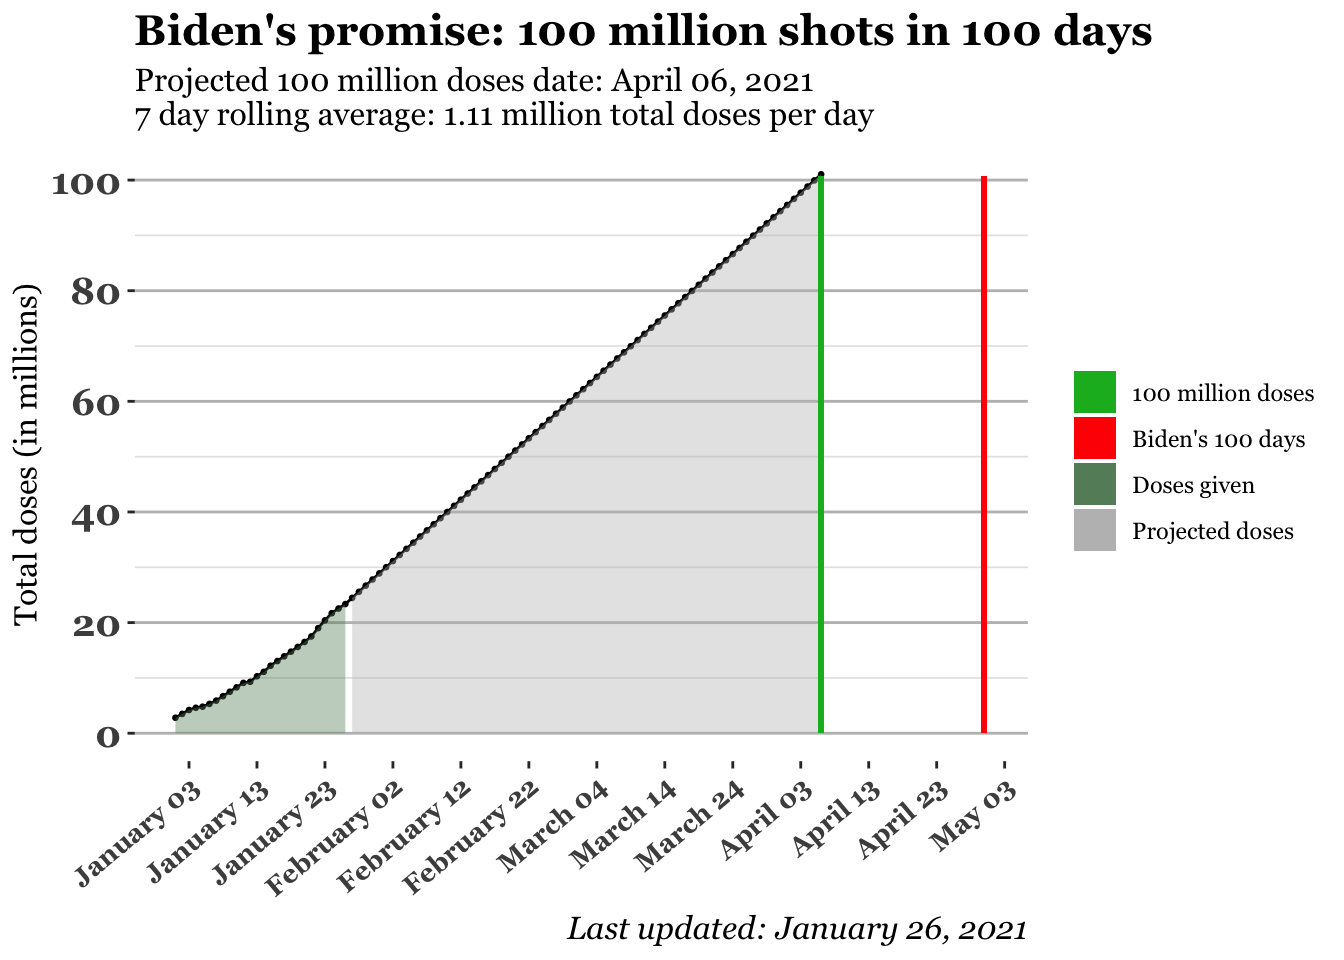 Biden's promise: 100 million shots in 100 days
Projected 100 million doses date: April 06, 2021
7 day rolling average: 1.11 million total doses per day
Total doses (in millions)
100
80
60
40
20
0
January 03
January 13
January 23
February 02
February 12
February 22
March 04
March 14
March 24
April 03
April 13
April 23
May 03
100 million doses
Biden's 100 days
Doses given
Projected doses
Last updated: January 26, 2021